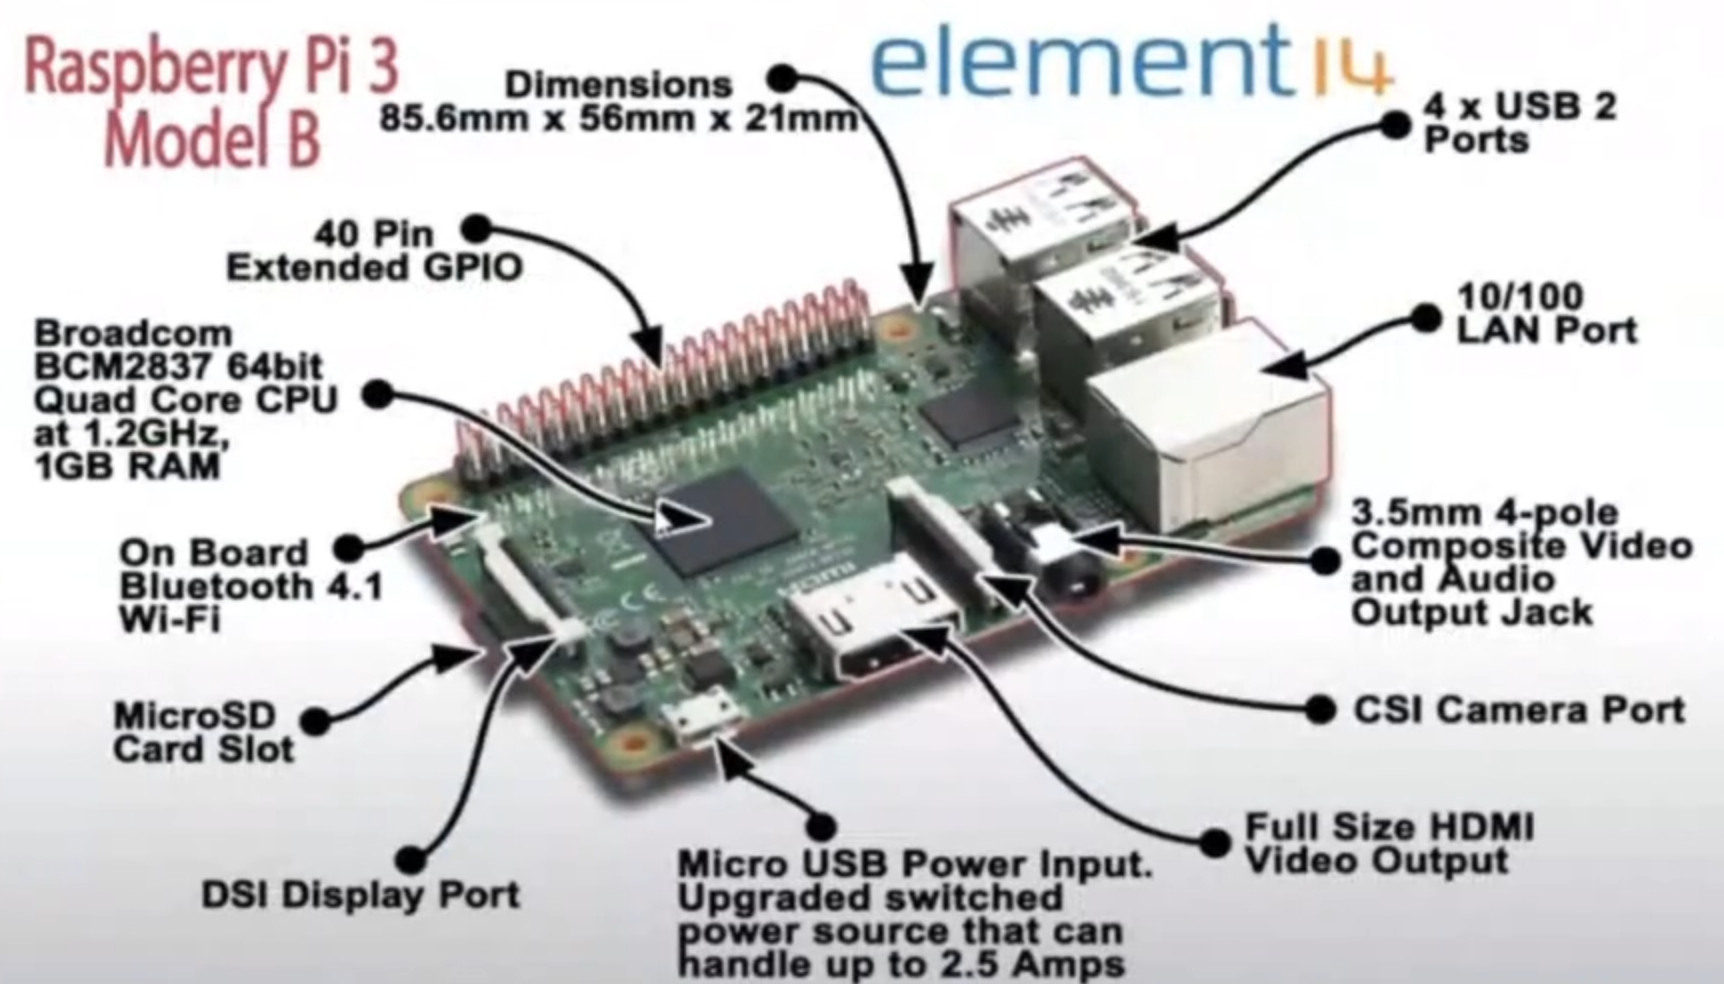 Raspberry Pi 3
Model B
element14
Dimensions
85.6mm x 56mm x 21mm
4 x USB 2
Ports
40 Pin
Extended GPIO
10/100
LAN Port
Broadcom
BCM2837 64bit
Quad Core CPU
at 1.2GHz,
1GB RAM
On Board
Bluetooth 4.1
Wi-Fi
3.5mm 4-pole
Composite Video
and Audio
Output Jack
MicroSD
Card Slot
CSI Camera Port
DSI Display Port
Micro USB Power Input.
Upgraded switched
power source that can
handle up to 2.5 Amps
Full Size HDMI
Video Output
HDMI
CE